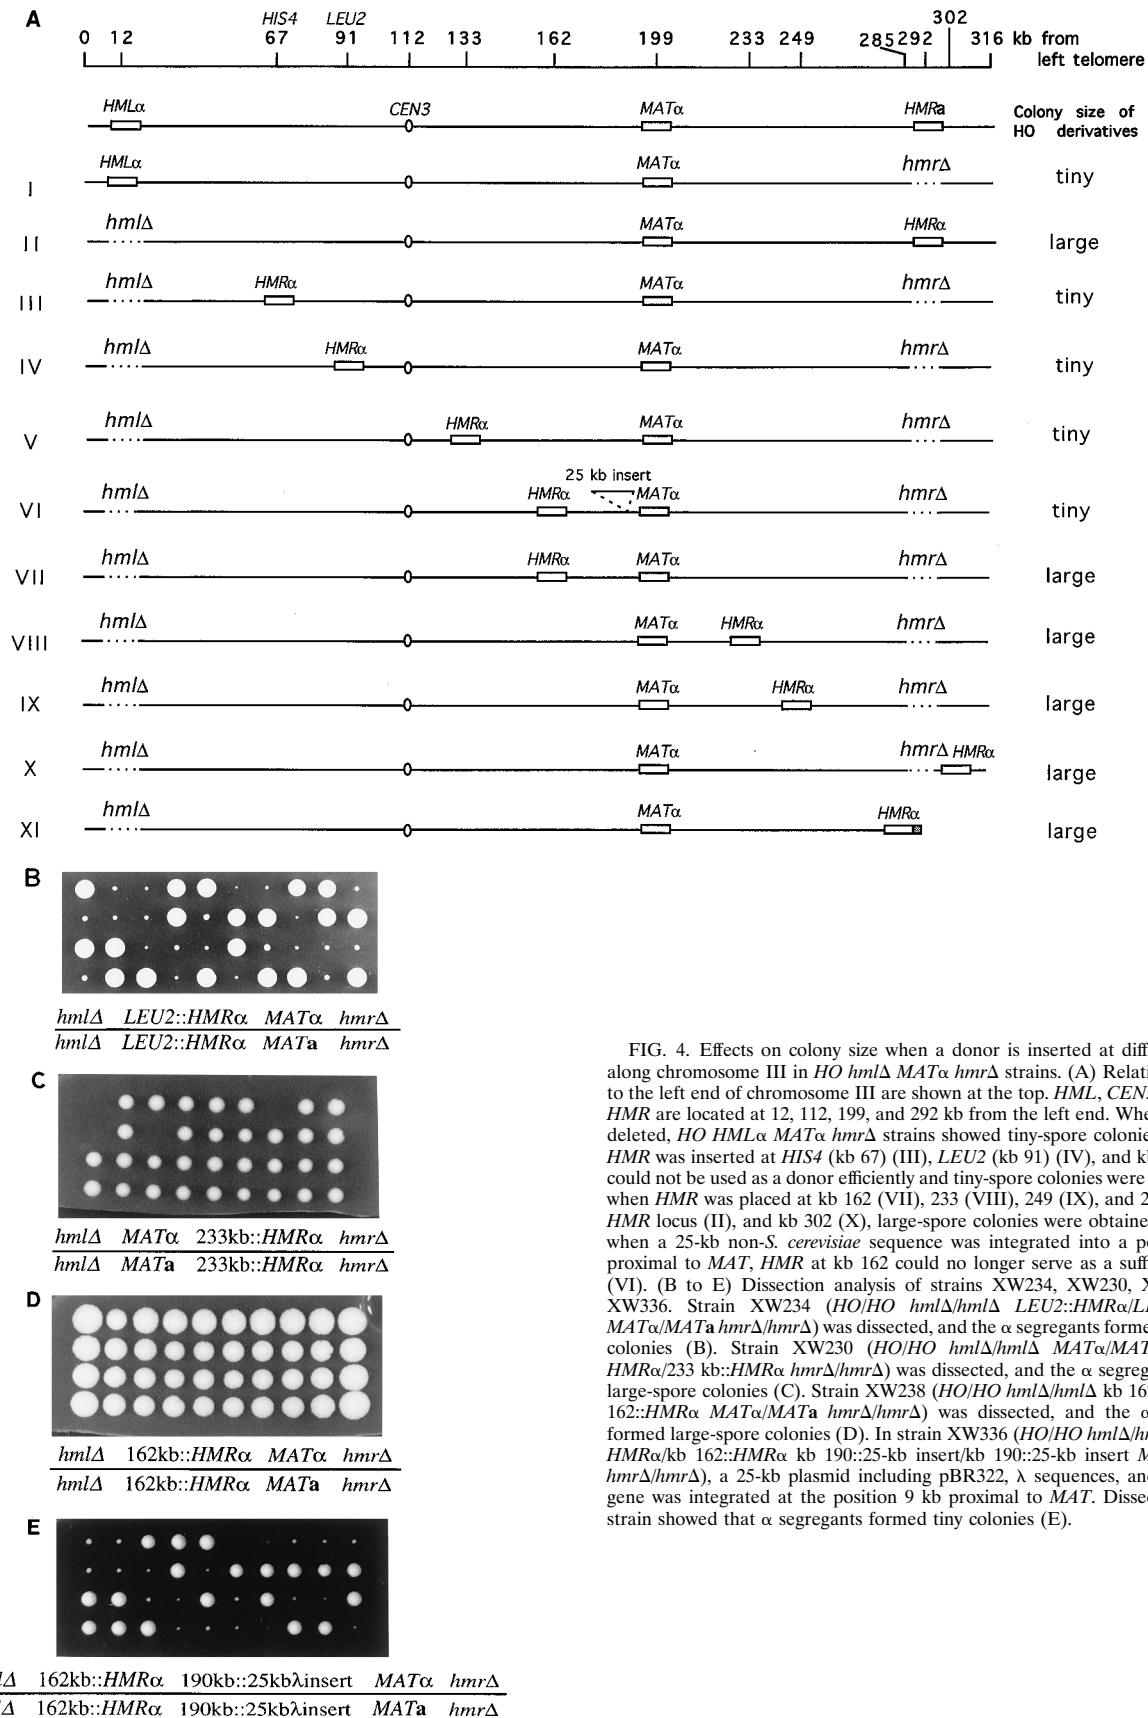 A
HIS4 LEU2 302
0 12 67 91 112 133 162 199 233 249 285 292 316 kb from
left telomere
HMLα CEN3 MATα HMRa Colony size of
HO derivatives
HMLα MATα hmrΔ
I tiny
hmlΔ MATα HMRα
II large
hmlΔ HMRα MATα hmrΔ
III tiny
hmlΔ HMRα MATα hmrΔ
IV tiny
hmlΔ HMRα MATα hmrΔ
V tiny
25 kb insert
hmlΔ HMRα MATα hmrΔ
VI tiny
hmlΔ HMRα MATα hmrΔ
VII large
hmlΔ MATα HMRα hmrΔ
VIII large
hmlΔ MATα HMRα hmrΔ
IX large
hmlΔ MATα hmrΔ HMRα
X large
hmlΔ MATα HMRα
XI large
B
hmlΔ LEU2::HMRα MATα hmrΔ
hmlΔ LEU2::HMRα MATa hmrΔ
C
hmlΔ MATα 233kb::HMRα hmrΔ
hmlΔ MATa 233kb::HMRα hmrΔ
D
hmlΔ 162kb::HMRα MATα hmrΔ
hmlΔ 162kb::HMRα MATa hmrΔ
E
lΔ 162kb::HMRα 190kb::25kbλinsert MATα hmrΔ
lΔ 162kb::HMRα 190kb::25kbλinsert MATa hmrΔ
FIG. 4. Effects on colony size when a donor is inserted at diff
along chromosome III in HO hmlΔ MATα hmrΔ strains. (A) Relati
to the left end of chromosome III are shown at the top. HML, CEN
HMR are located at 12, 112, 199, and 292 kb from the left end. Whe
deleted, HO HMLα MATα hmrΔ strains showed tiny-spore colonie
HMR was inserted at HIS4 (kb 67) (III), LEU2 (kb 91) (IV), and k
could not be used as a donor efficiently and tiny-spore colonies were
when HMR was placed at kb 162 (VII), 233 (VIII), 249 (IX), and 2
HMR locus (II), and kb 302 (X), large-spore colonies were obtaine
when a 25-kb non-S. cerevisiae sequence was integrated into a p
proximal to MAT, HMR at kb 162 could no longer serve as a suff
(VI). (B to E) Dissection analysis of strains XW234, XW230, X
XW336. Strain XW234 (HO/HO hmlΔ/hmlΔ LEU2::HMRα/L
MATα/MATa hmrΔ/hmrΔ) was dissected, and the α segregants forme
colonies (B). Strain XW230 (HO/HO hmlΔ/hmlΔ MATα/MAT
HMRα/233 kb::HMRα hmrΔ/hmrΔ) was dissected, and the α segreg
large-spore colonies (C). Strain XW238 (HO/HO hmlΔ/hmlΔ kb 16
162::HMRα MATα/MATa hmrΔ/hmrΔ) was dissected, and the α
formed large-spore colonies (D). In strain XW336 (HO/HO hmlΔ/h
HMRα/kb 162::HMRα kb 190::25-kb insert/kb 190::25-kb insert M
hmrΔ/hmrΔ), a 25-kb plasmid including pBR322, λ sequences, an
gene was integrated at the position 9 kb proximal to MAT. Disse
strain showed that α segregants formed tiny colonies (E).